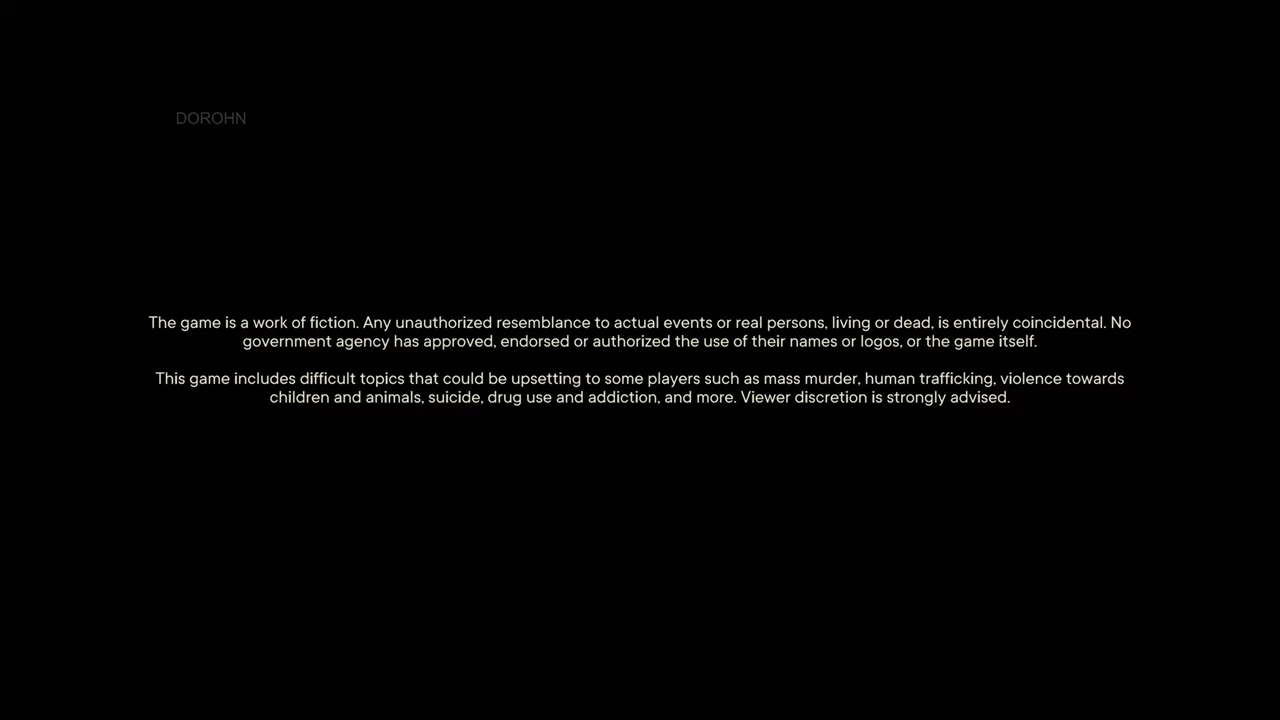 DOROHN
The game is a work of fiction. Any unauthorized resemblance to actual events or real persons, living or dead, is entirely coincidental. No
government agency has approved, endorsed or authorized the use of their names or logos, or the game itself.
This game includes difficult topics that could be upsetting to some players such as mass murder, human trafficking, violence towards
children and animals, suicide, drug use and addiction, and more. Viewer discretion is strongly advised.